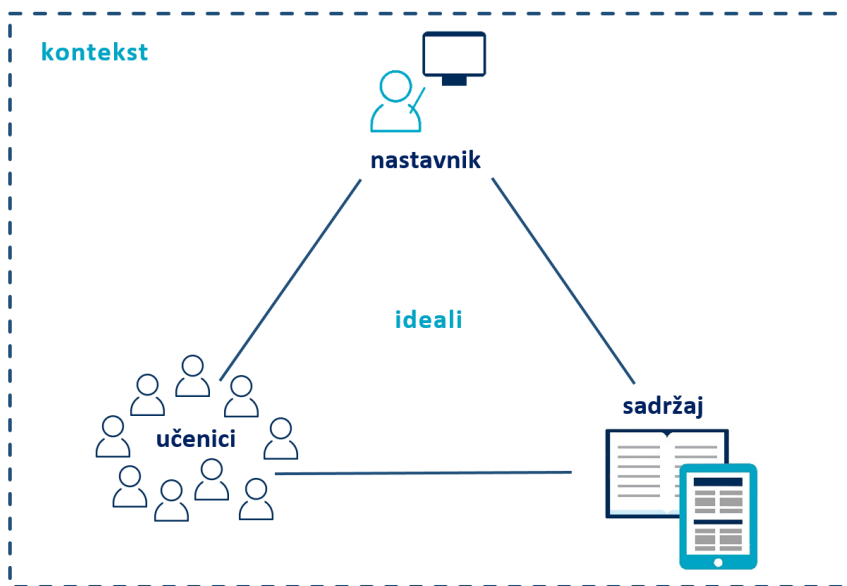 kontekst
nastavnik
ideali
sadržaj
učenici